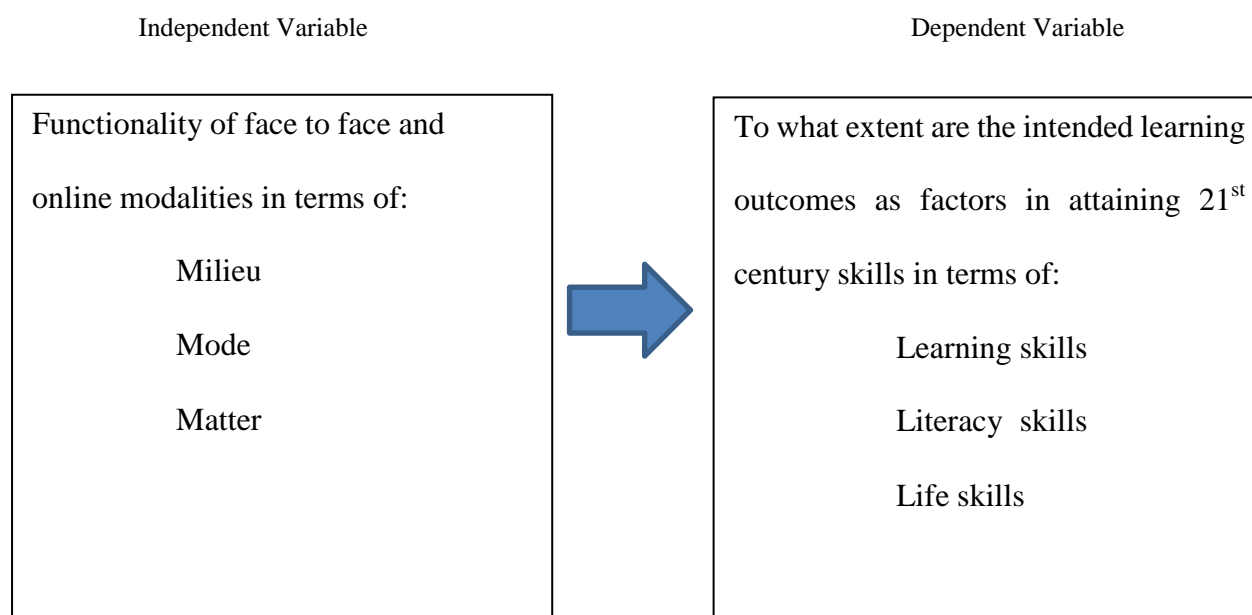 Independent Variable
Dependent Variable
Functionality of face to face and
online modalities in terms of:
Milieu
Mode
Matter
To what extent are the intended learning
outcomes as factors in attaining 21st
century skills in terms of:
Learning skills
Literacy skills
Life skills